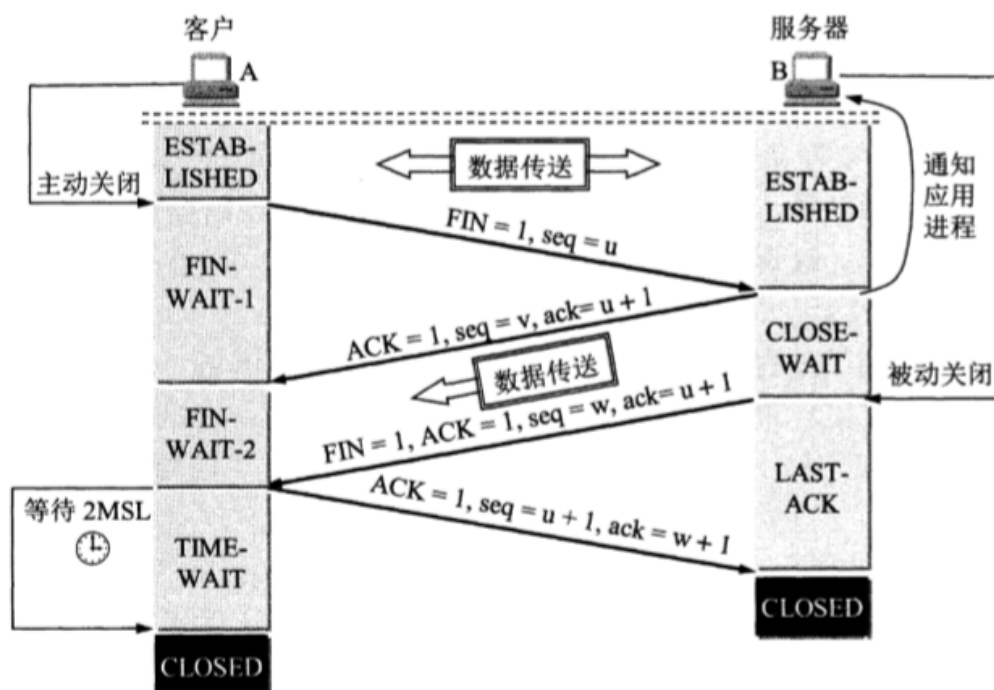 客户
服务器
A
B
ESTAB-
LISHED
数据传送
ESTAB-
LISHED
通知
应用
进程
主动关闭
FIN = 1, seq = u
FIN-
WAIT-1
ACK = 1, seq = v, ack= u + 1
CLOSE-
WAIT
数据传送
被动关闭
FIN = 1, ACK = 1, seq = w, ack= u + 1
FIN-
WAIT-2
ACK = 1, seq = u + 1, ack = w + 1
LAST-
ACK
等待 2MSL
TIME-
WAIT
CLOSED
CLOSED